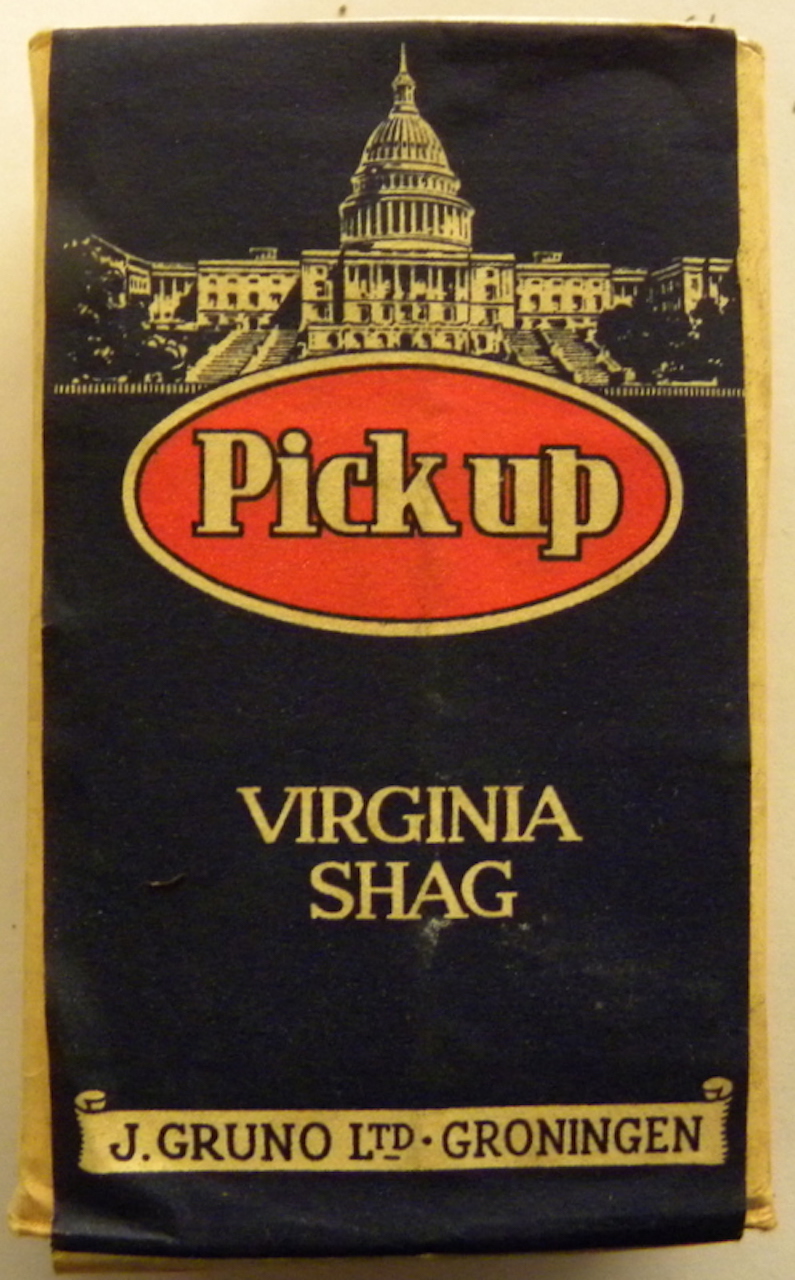 Pick up
VIRGINIA
SHAG
J. GRUNO LTD · GRONINGEN